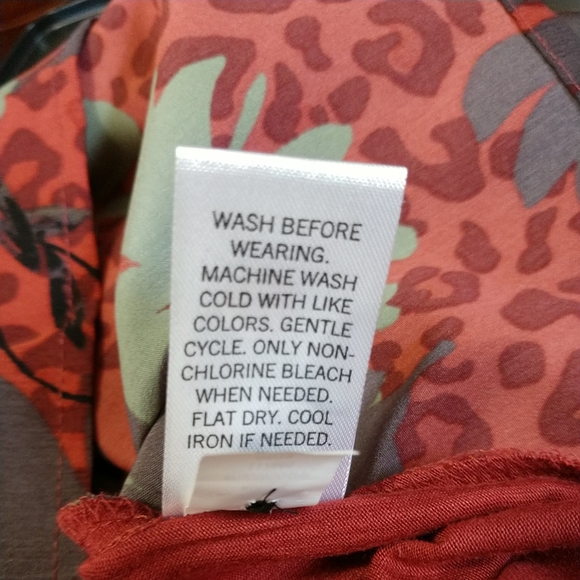 WASH BEFORE
WEARING.
MACHINE WASH
COLD WITH LIKE
COLORS. GENTLE
CYCLE. ONLY NON-
CHLORINE BLEACH
WHEN NEEDED.
FLAT DRY. COOL
IRON IF NEEDED.